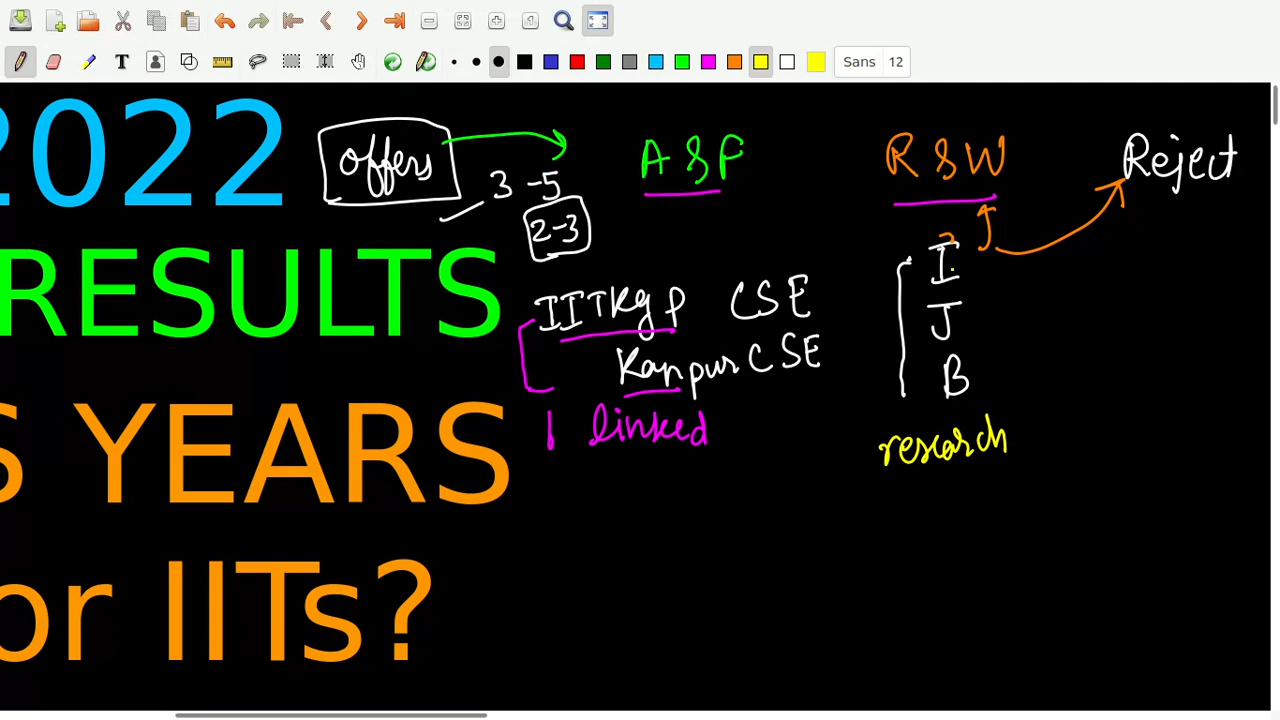 Sans 12
2022
offers
A & F
R & W
Reject
3 - 5
2-3
RESULTS
I
J
B
IITKgp CSE
Kanpur CSE
linked
research
S YEARS
or IITs?